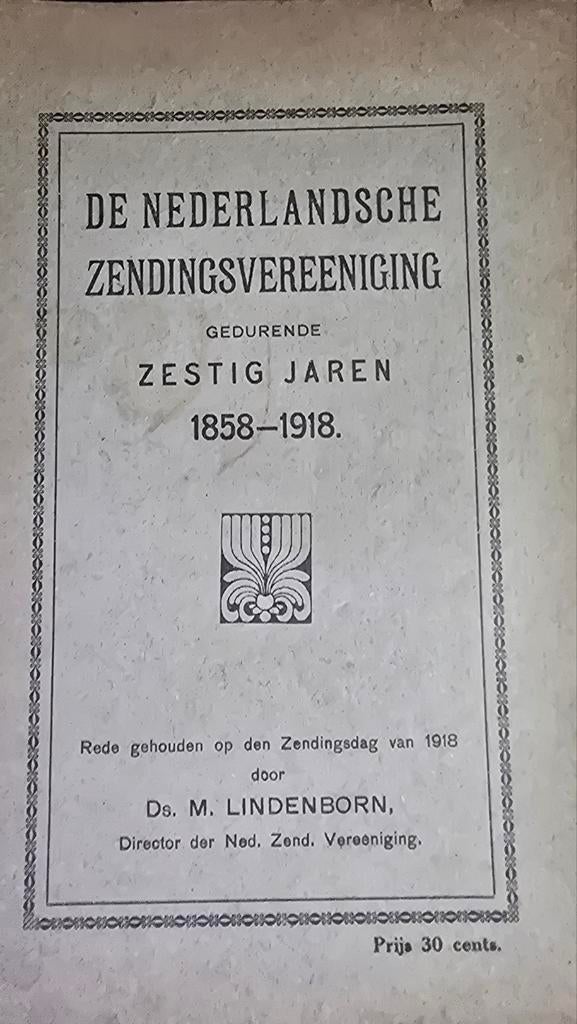 DE NEDERLANDSCHE
ZENDINGSVEREENIGING
GEDURENDE
ZESTIG JAREN
1858—1918.
Rede gehouden op den Zendingsdag van 1918
door
Ds. M. LINDENBORN,
Director der Ned. Zend. Vereeniging.
Prijs 30 cents.